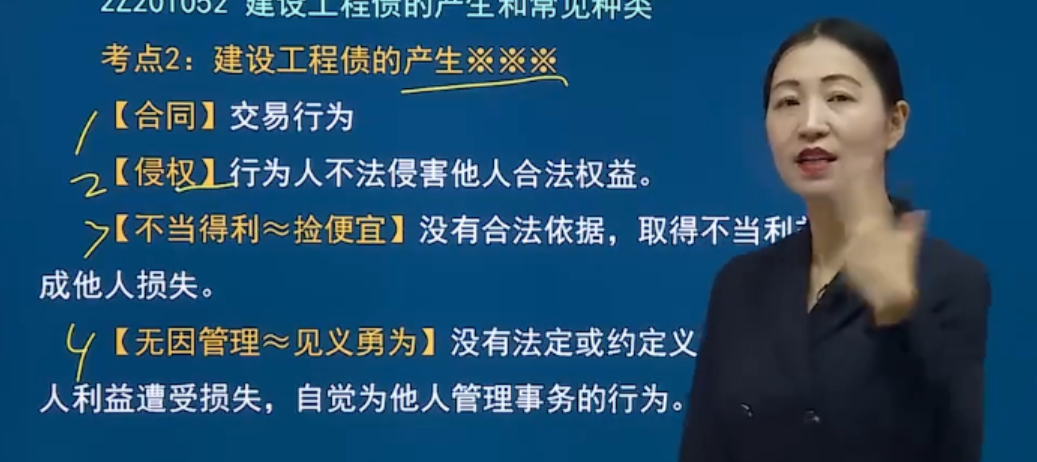 2Z201052 建设工程债的产生和常见种类
考点2：建设工程债的产生※※※
1【合同】交易行为
2【侵权】行为人不法侵害他人合法权益。
【不当得利≈捡便宜】没有合法依据，取得不当利
成他人损失。
4【无因管理≈见义勇为】没有法定或约定义
人利益遭受损失，自觉为他人管理事务的行为。